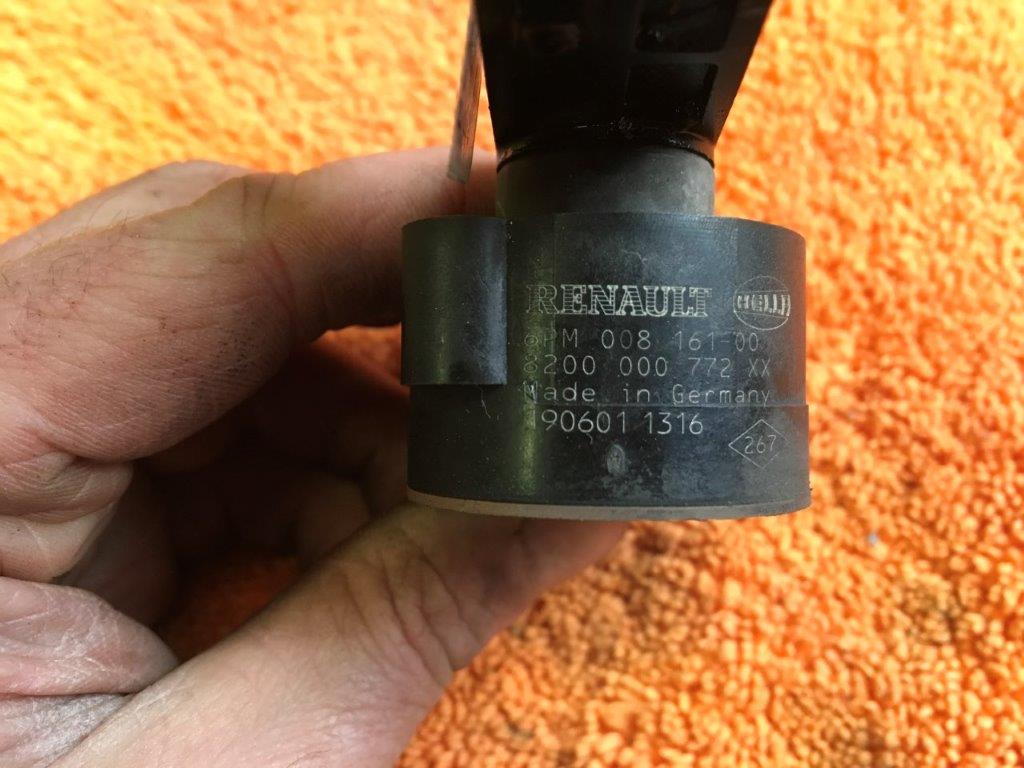 RENAULT HELLA
6PM 008 161-00
8200 000 772 XX
Made in Germany
190601 1316
267